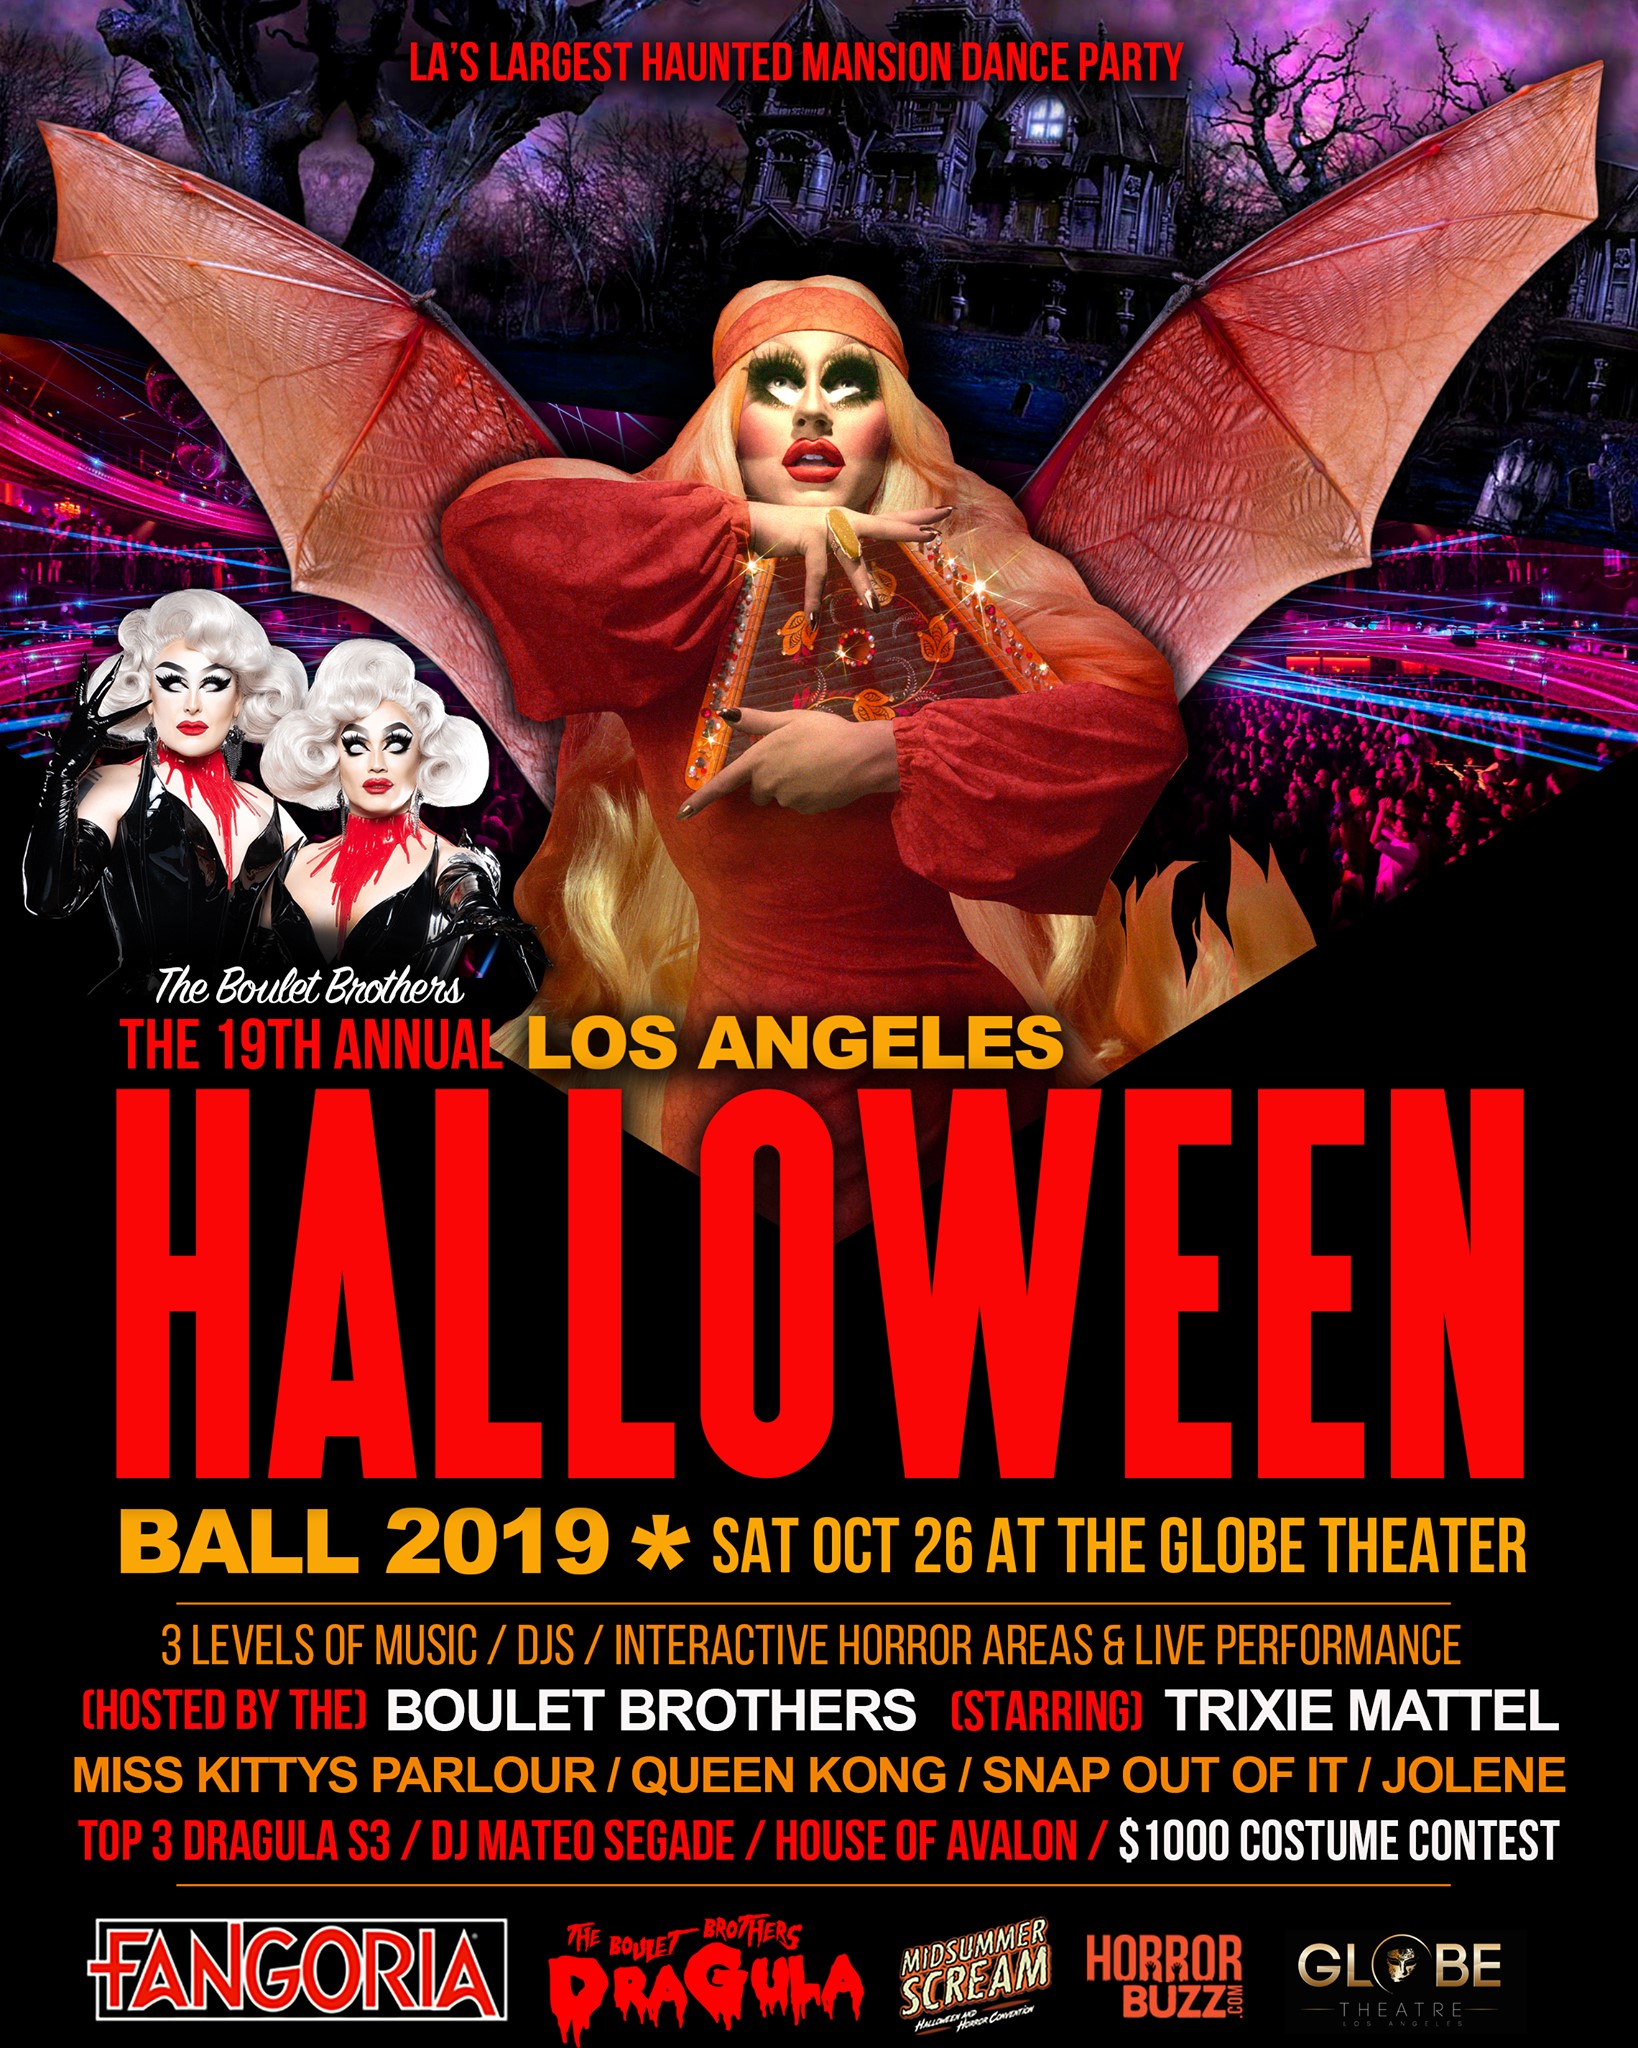 LA'S LARGEST HAUNTED MANSION DANCE PARTY
The Boulet Brothers
THE 19TH ANNUAL LOS ANGELES
HALLOWEEN
BALL 2019 * SAT OCT 26 AT THE GLOBE THEATER
3 LEVELS OF MUSIC / DJS / INTERACTIVE HORROR AREAS & LIVE PERFORMANCE
(HOSTED BY THE) BOULET BROTHERS (STARRING) TRIXIE MATTEL
MISS KITTYS PARLOUR / QUEEN KONG / SNAP OUT OF IT / JOLENE
TOP 3 DRAGULA S3 / DJ MATEO SEGADE / HOUSE OF AVALON / $1000 COSTUME CONTEST
FANGORIA
THE BOULET BROTHERS
DRAGULA
MIDSUMMER
SCREAM
HALLOWEEN AND HORROR CONVENTION
HORROR
BUZZ.COM
GLOBE
THEATRE
LOS ANGELES